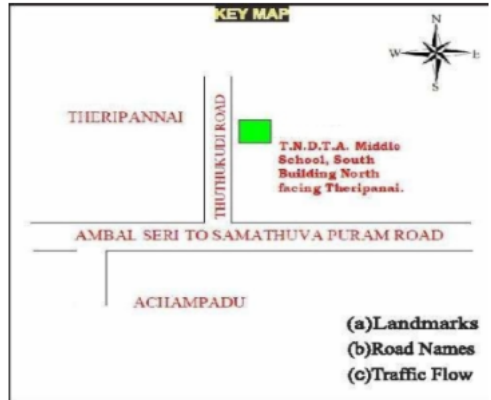 KEY MAP
N
W E
S
THERIPANNAI
THUTHUKUDI ROAD
T.N.D.T.A. Middle
School, South
Building North
facing Theripanai.
AMBAL SERI TO SAMATHUVA PURAM ROAD
ACHAMPADU
(a)Landmarks
(b)Road Names
(c)Traffic Flow